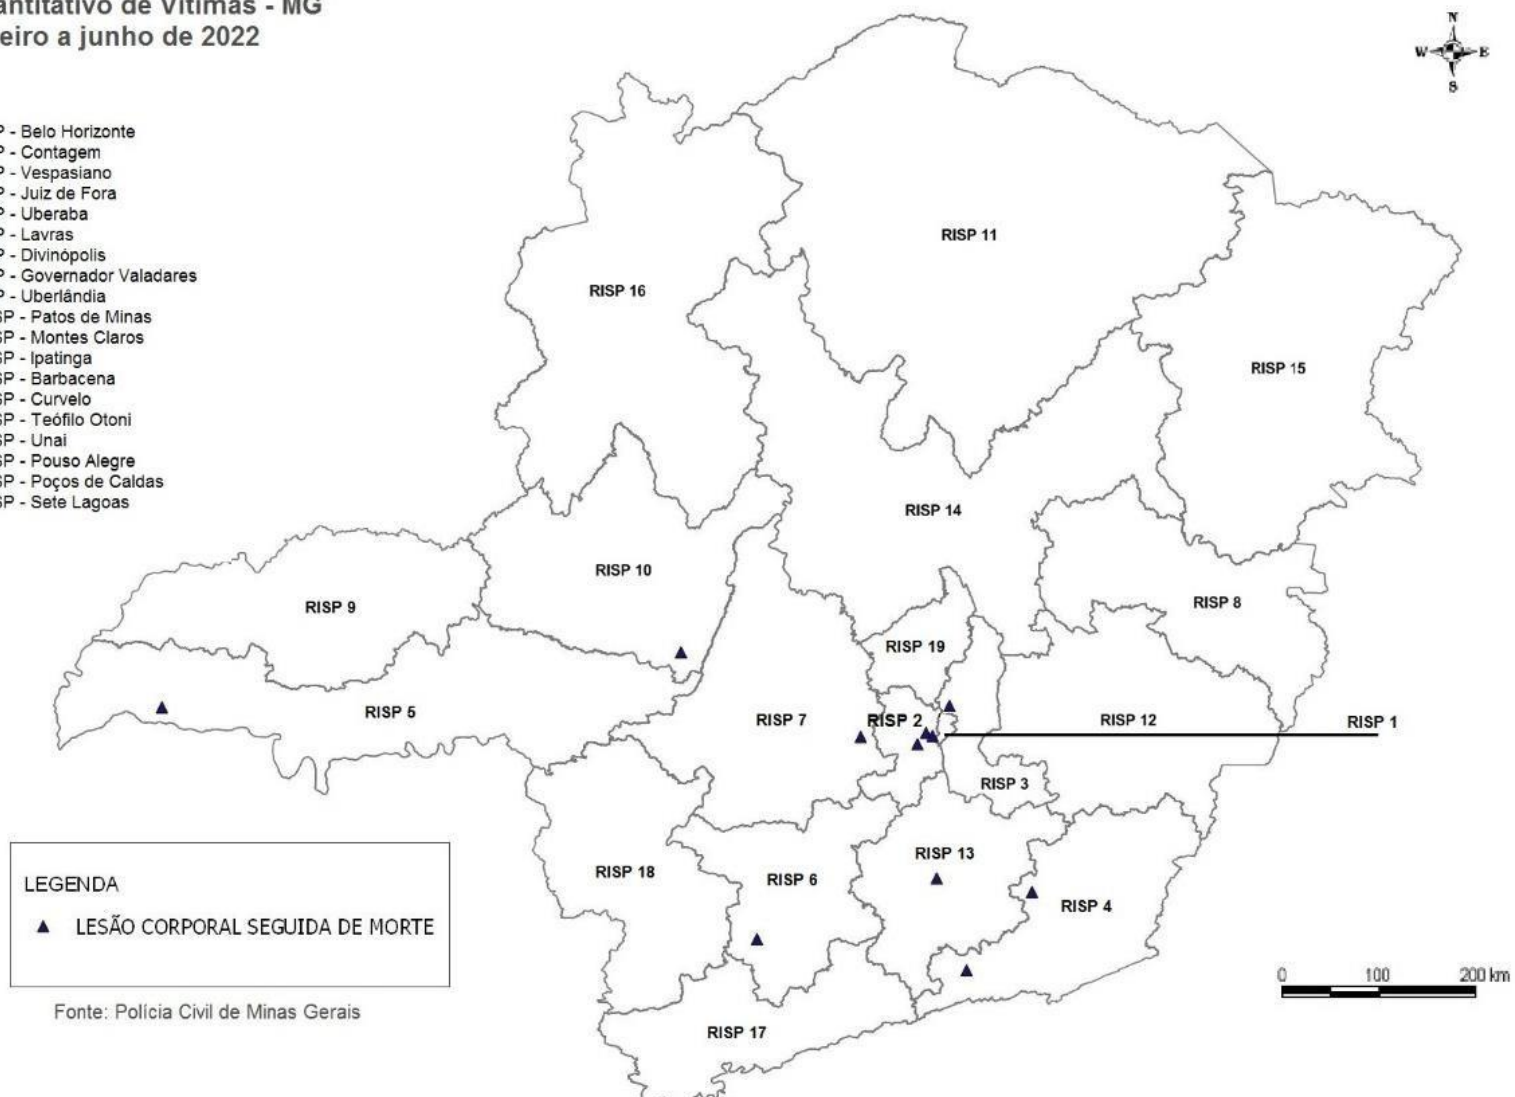 antitativo de Vítimas - MG
eiro a junho de 2022
N
W E
S
P - Belo Horizonte
P - Contagem
P - Vespasiano
P - Juiz de Fora
P - Uberaba
P - Lavras
P - Divinópolis
P - Governador Valadares
P - Uberlândia
SP - Patos de Minas
SP - Montes Claros
SP - Ipatinga
SP - Barbacena
SP - Curvelo
SP - Teófilo Otoni
SP - Unai
SP - Pouso Alegre
SP - Poços de Caldas
SP - Sete Lagoas
RISP 11
RISP 16
RISP 15
RISP 14
RISP 10
RISP 9
RISP 8
RISP 19
RISP 5
RISP 7
RISP 2
RISP 12
RISP 1
RISP 3
RISP 13
RISP 18
RISP 6
RISP 4
RISP 17
LEGENDA
LESÃO CORPORAL SEGUIDA DE MORTE
Fonte: Polícia Civil de Minas Gerais
0 100 200 km